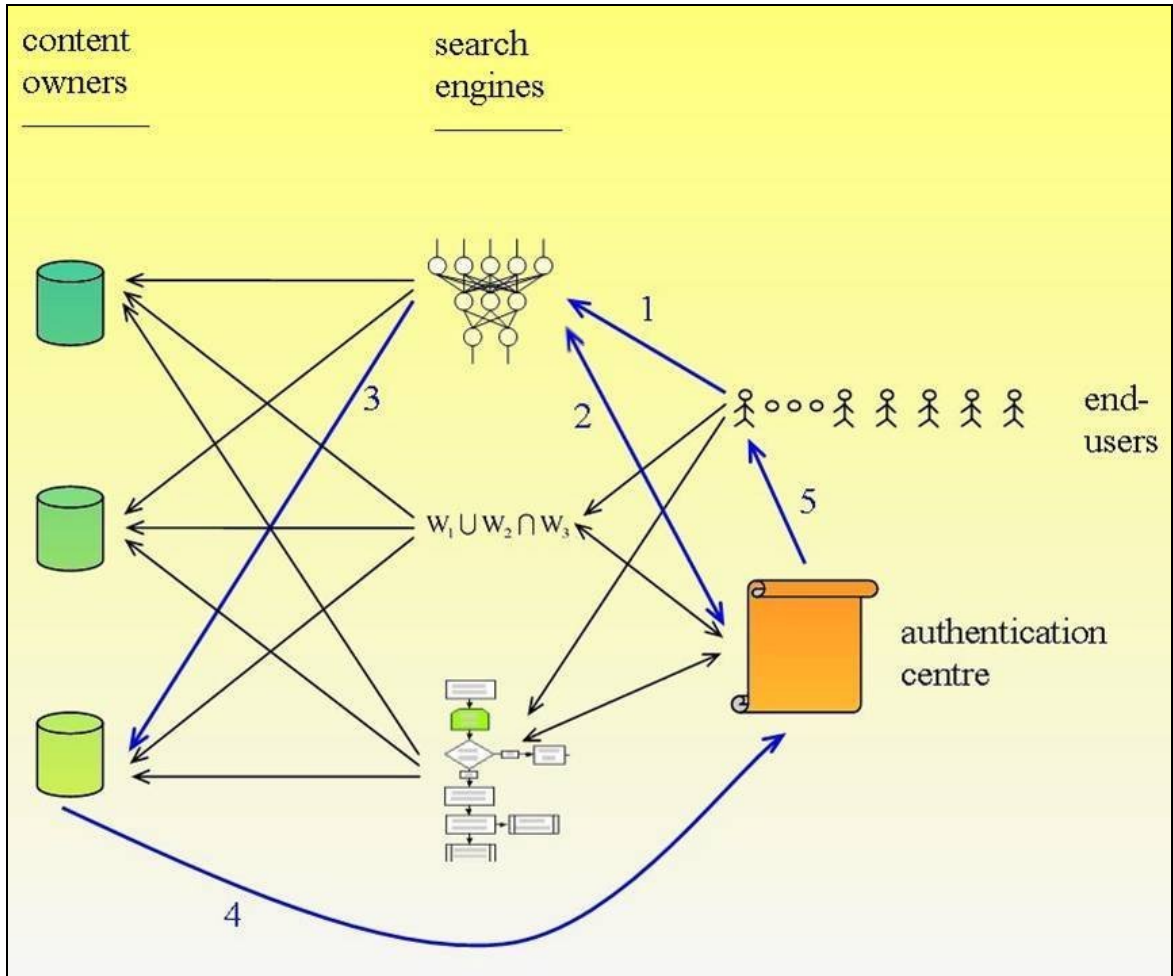 content
owners
search
engines
1
3
2
end-
users
5
W₁∪W₂∩W₃
authentication
centre
4